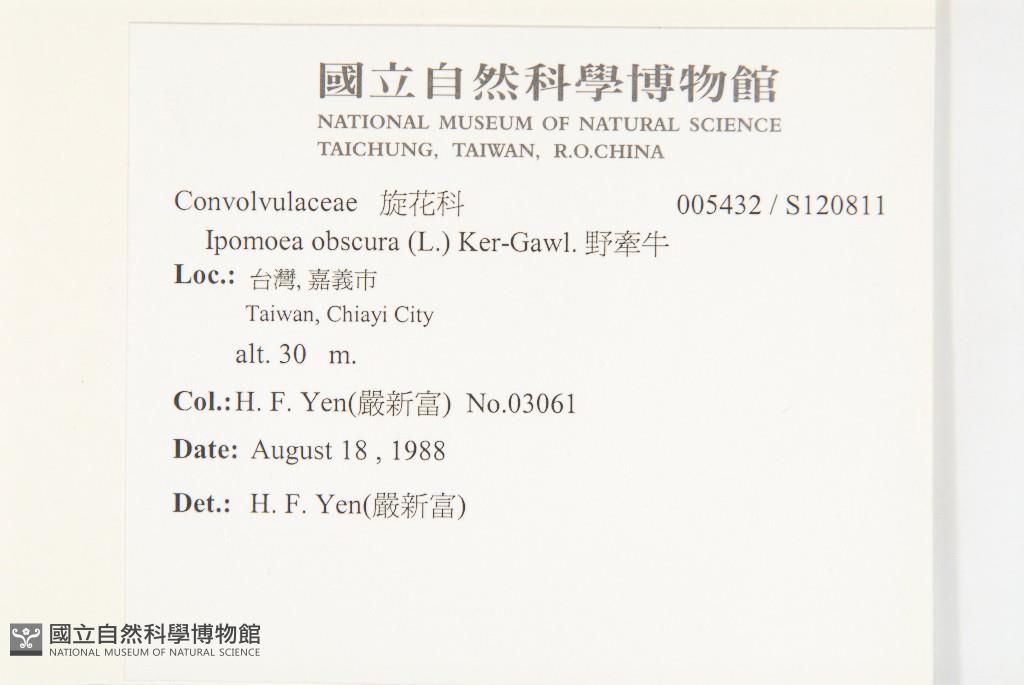 國立自然科學博物館
NATIONAL MUSEUM OF NATURAL SCIENCE
TAICHUNG, TAIWAN, R.O.CHINA
Convolvulaceae 旋花科 005432 / S120811
Ipomoea obscura (L.) Ker-Gawl. 野牽牛
Loc.: 台灣, 嘉義市
Taiwan, Chiayi City
alt. 30 m.
Col.: H. F. Yen(嚴新富) No.03061
Date: August 18 , 1988
Det.: H. F. Yen(嚴新富)
國立自然科學博物館
NATIONAL MUSEUM OF NATURAL SCIENCE